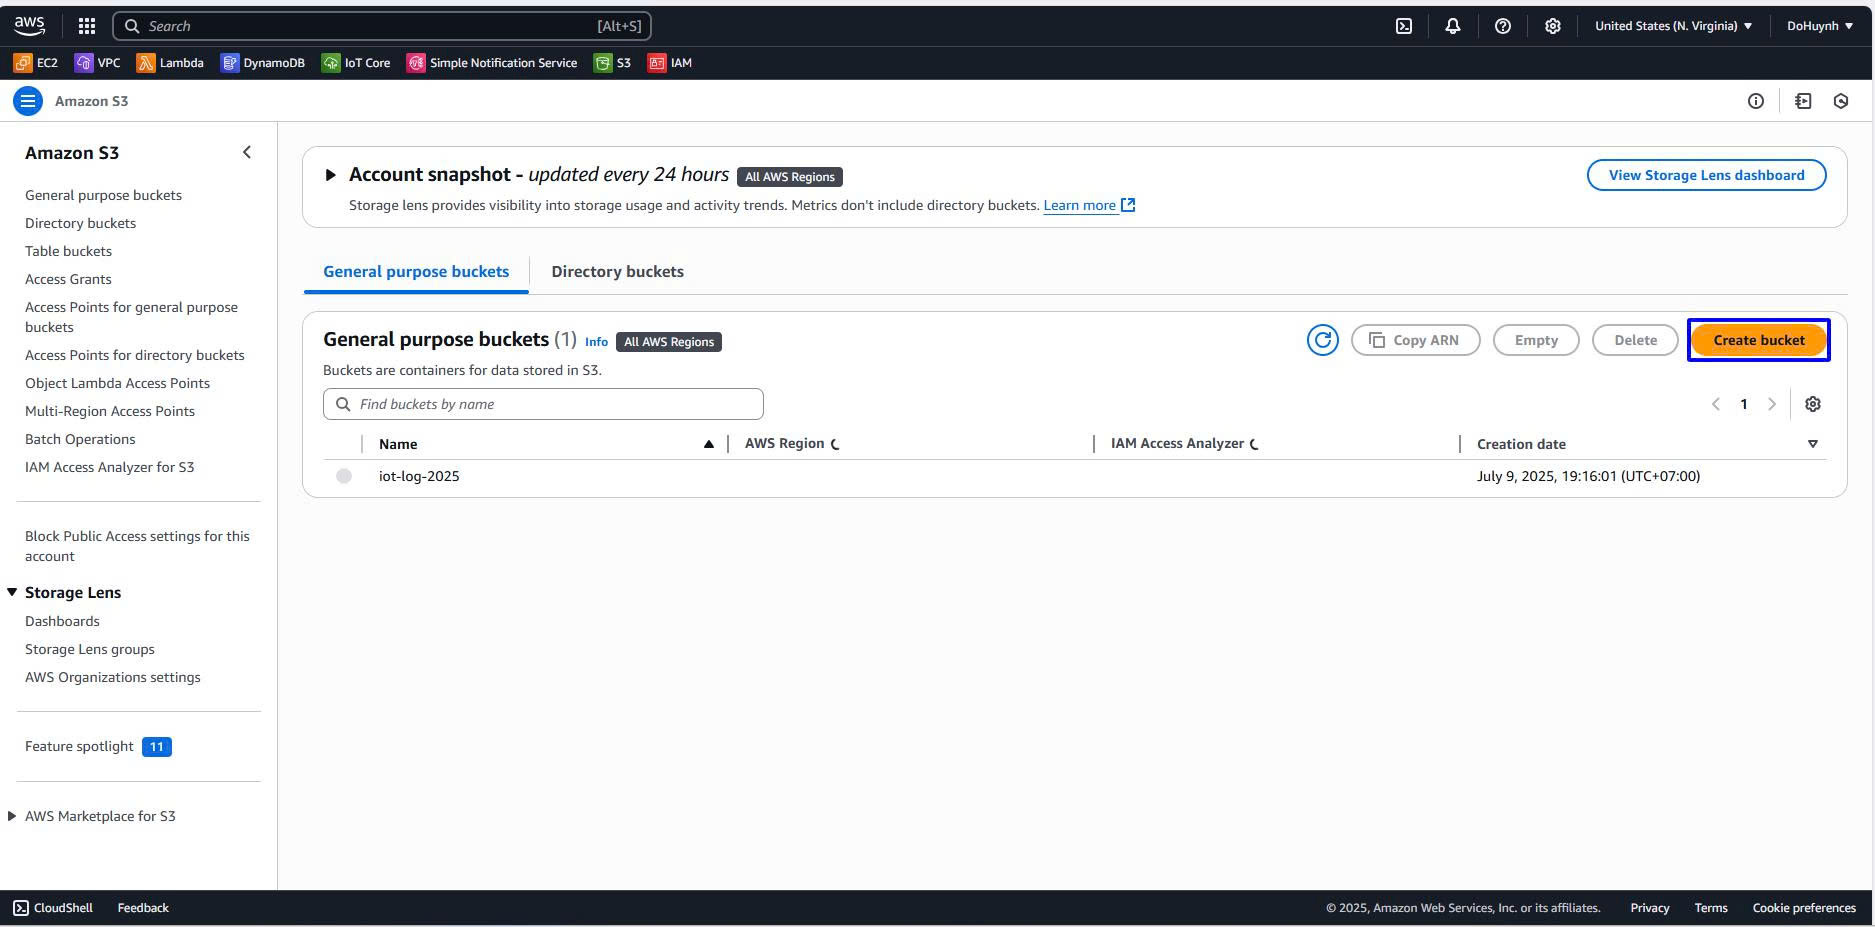 aws
Search [Alt+S]
United States (N. Virginia)
DoHuynh
EC2 VPC Lambda DynamoDB IoT Core Simple Notification Service S3 IAM
Amazon S3
Amazon S3
General purpose buckets
Directory buckets
Table buckets
Access Grants
Access Points for general purpose
buckets
Access Points for directory buckets
Object Lambda Access Points
Multi-Region Access Points
Batch Operations
IAM Access Analyzer for S3
Block Public Access settings for this
account
Storage Lens
Dashboards
Storage Lens groups
AWS Organizations settings
Feature spotlight 11
AWS Marketplace for S3
Account snapshot - updated every 24 hours All AWS Regions
View Storage Lens dashboard
Storage lens provides visibility into storage usage and activity trends. Metrics don't include directory buckets. Learn more
General purpose buckets Directory buckets
General purpose buckets (1) Info All AWS Regions
Copy ARN Empty Delete Create bucket
Buckets are containers for data stored in S3.
Find buckets by name
1
Name AWS Region IAM Access Analyzer Creation date
iot-log-2025 July 9, 2025, 19:16:01 (UTC+07:00)
CloudShell Feedback © 2025, Amazon Web Services, Inc. or its affiliates. Privacy Terms Cookie preferences